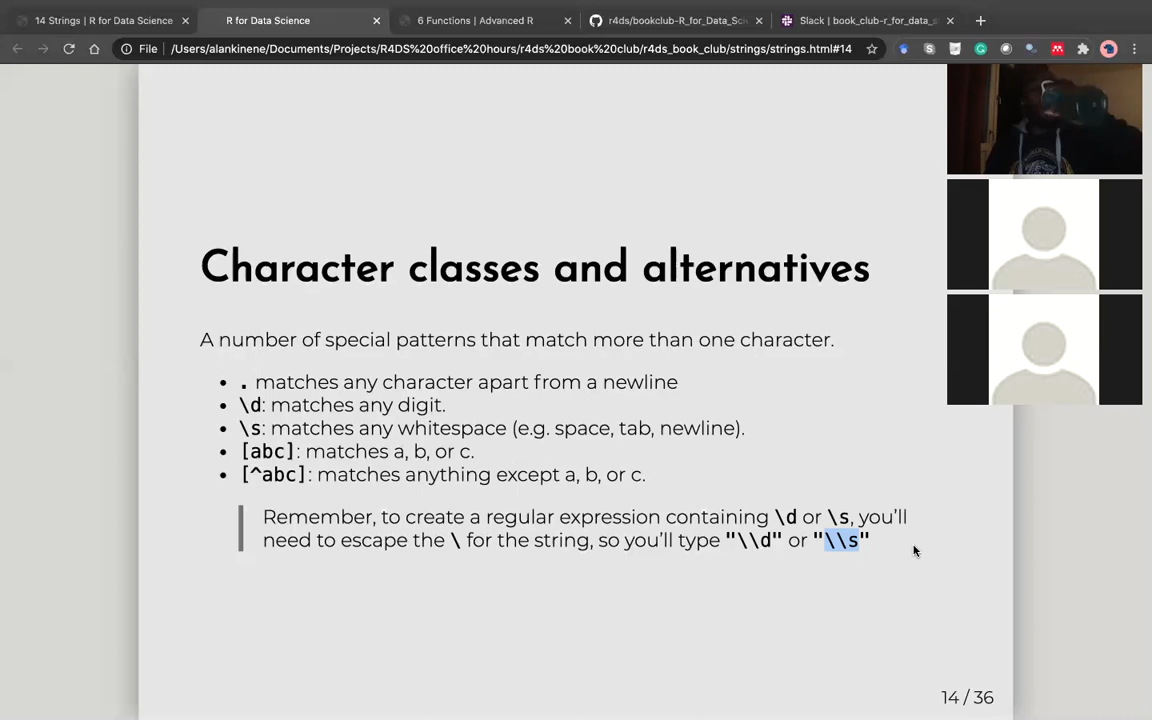 14 Strings | R for Data Science
R for Data Science
6 Functions | Advanced R
r4ds/bookclub-R_for_Data_Sci
Slack | book_club-r_for_data_s
File
/Users/alankinene/Documents/Projects/R4DS%20office%20hours/r4ds%20book%20club/r4ds_book_club/strings/strings.html#14
Character classes and alternatives
A number of special patterns that match more than one character.
• . matches any character apart from a newline
• \d: matches any digit.
• \s: matches any whitespace (e.g. space, tab, newline).
• [abc]: matches a, b, or c.
• [^abc]: matches anything except a, b, or c.
Remember, to create a regular expression containing \d or \s, you'll
need to escape the \ for the string, so you'll type "\\d" or "\\s"
14 / 36